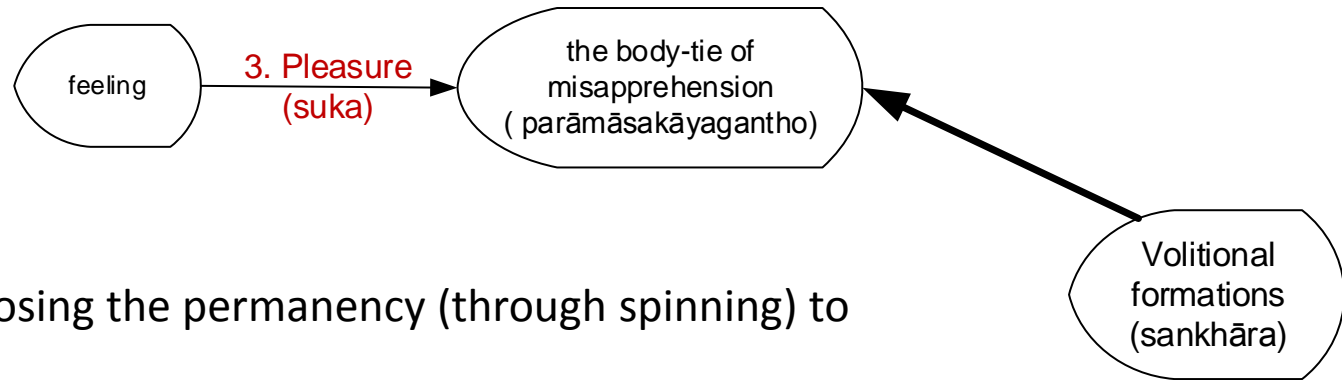 feeling
3. Pleasure
(suka)
the body-tie of
misapprehension
( parāmāsakāyagantho)
Volitional
formations
(sankhāra)
osing the permanency (through spinning) to